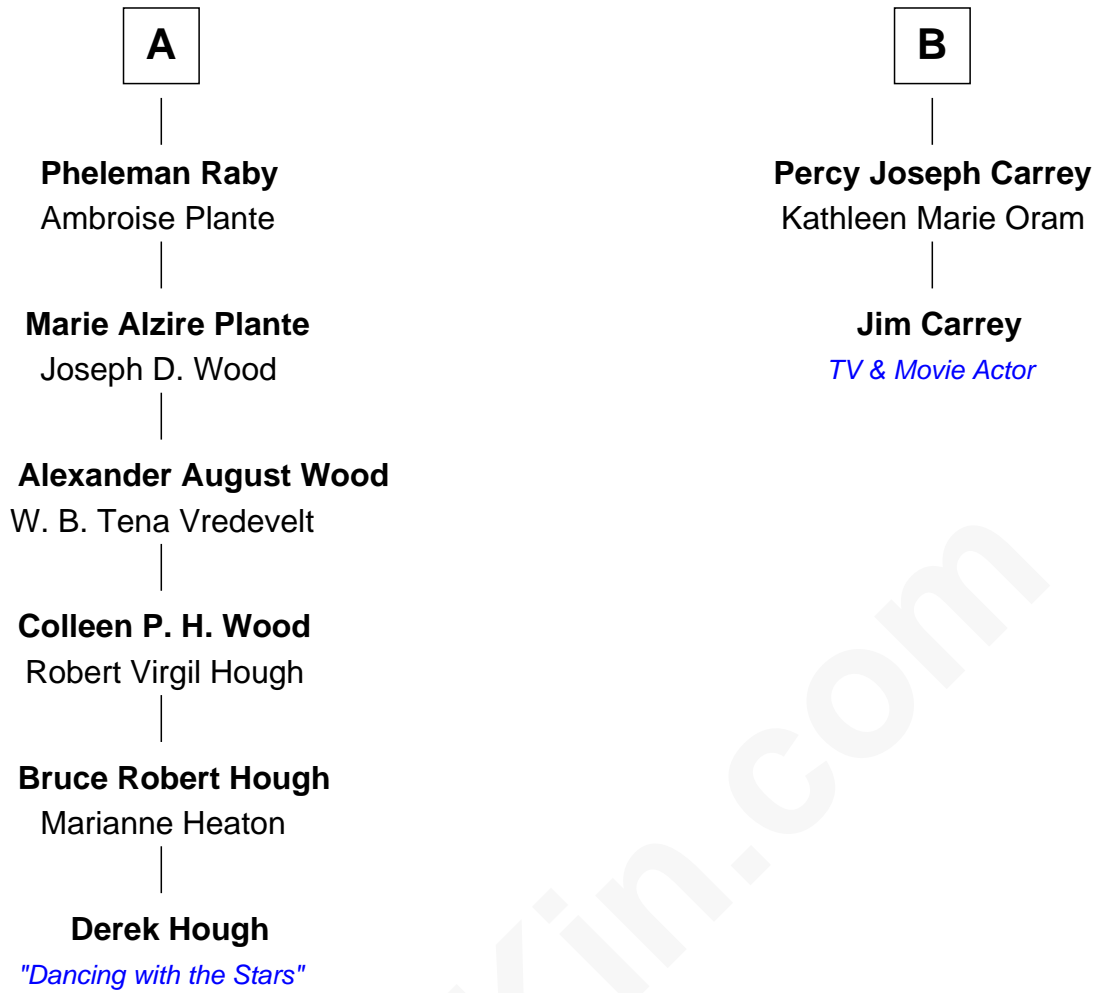 A
Pheleman Raby
Ambroise Plante
Marie Alzire Plante
Joseph D. Wood
Alexander August Wood
W. B. Tena Vredevelt
Colleen P. H. Wood
Robert Virgil Hough
Bruce Robert Hough
Marianne Heaton
Derek Hough
"Dancing with the Stars"
B
Percy Joseph Carrey
Kathleen Marie Oram
Jim Carrey
TV & Movie Actor
Kin.com